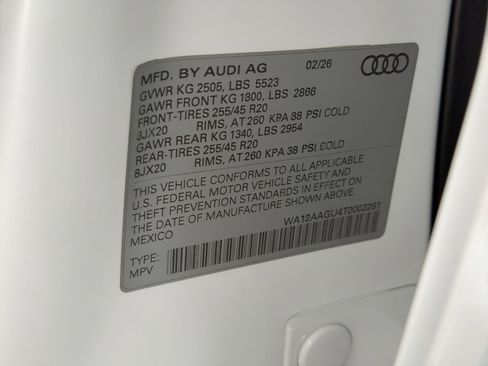 MFD. BY AUDI AG 02/26
GVWR KG 2505, LBS 5523
GAWR FRONT KG 1800, LBS 2866
FRONT-TIRES 255/45 R20
8JX20 RIMS, AT 260 KPA 38 PSI COLD
GAWR REAR KG 1340, LBS 2954
REAR-TIRES 255/45 R20
8JX20 RIMS, AT 260 KPA 38 PSI COLD
THIS VEHICLE CONFORMS TO ALL APPLICABLE
U.S. FEDERAL MOTOR VEHICLE SAFETY AND
THEFT PREVENTION STANDARDS IN EFFECT ON
THE DATE OF MANUFACTURE SHOWN ABOVE.
MEXICO
TYPE:
MPV